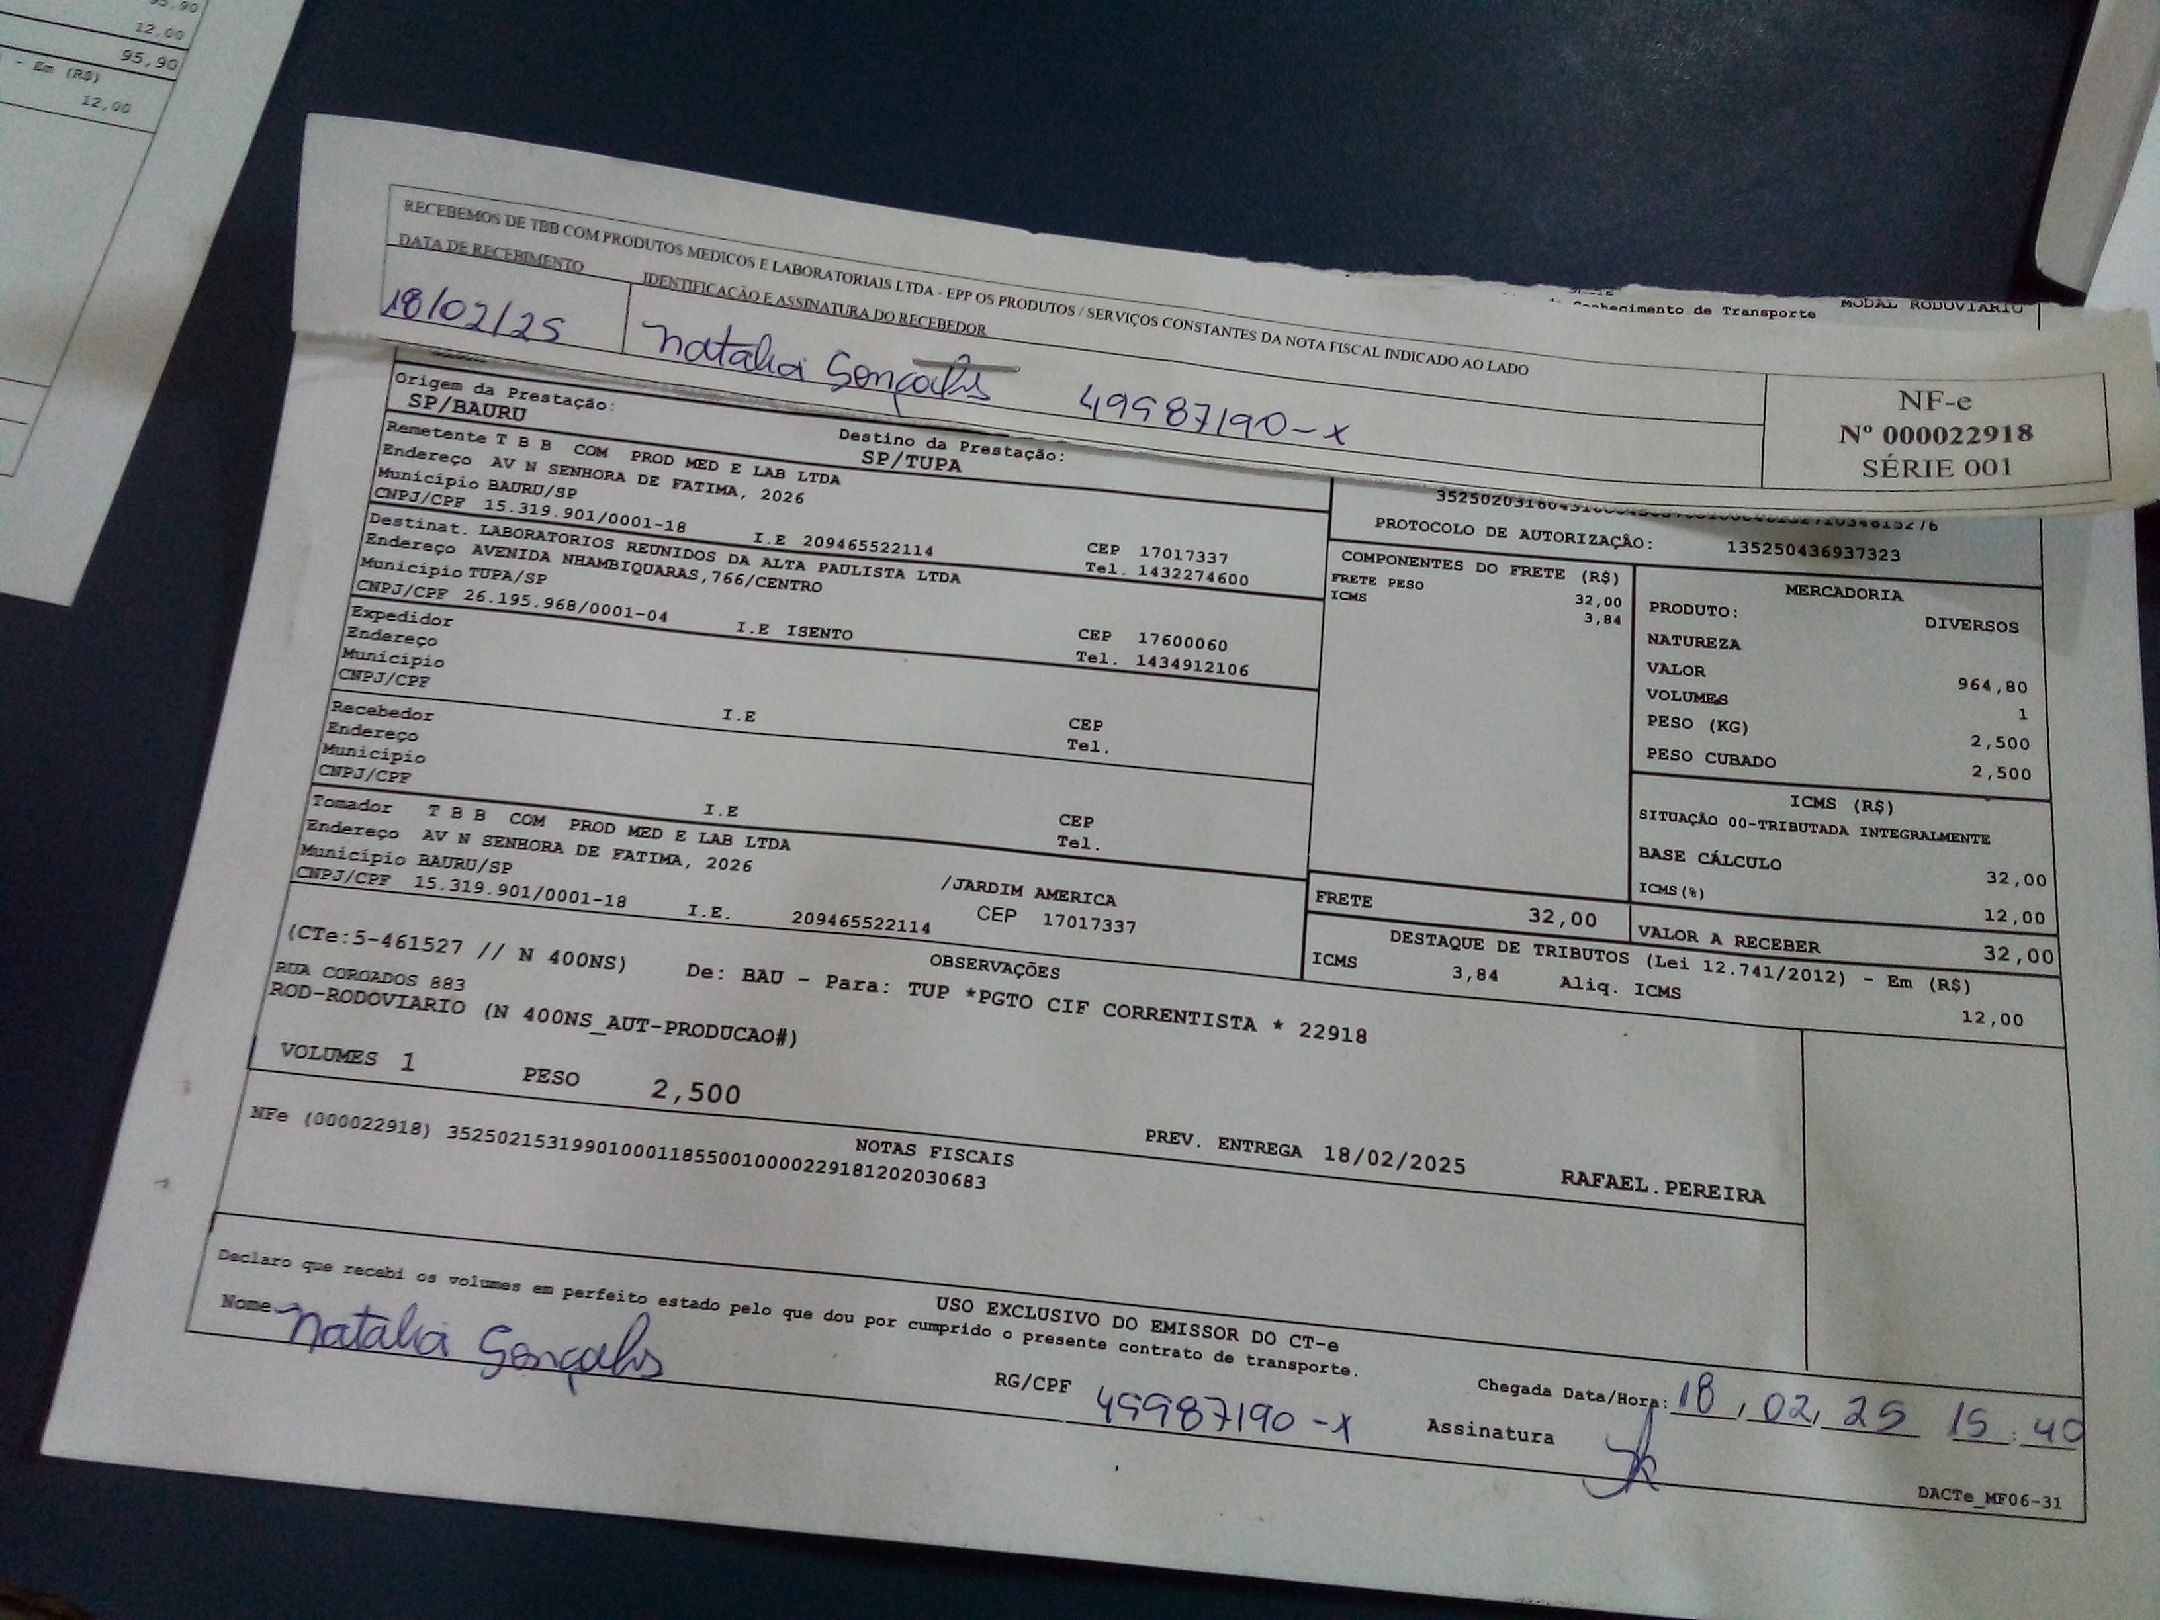 95,90
12,00
95,90
- Em (R$)
12,00
RECEBEMOS DE TBB COM PRODUTOS MEDICOS E LABORATORIAIS LTDA - EPP OS PRODUTOS / SERVIÇOS CONSTANTES DA NOTA FISCAL INDICADO AO LADO
DATA DE RECEBIMENTO
IDENTIFICAÇÃO E ASSINATURA DO RECEBEDOR
18/02/25
Natalia Gonçalves 49987190-x
NF-e
Nº 000022918
SÉRIE 001
Conhecimento de Transporte
MODAL RODOVIARIO
Origem da Prestação:
SP/BAURU
Destino da Prestação:
SP/TUPA
Remetente T B B COM PROD MED E LAB LTDA
Endereço AV N SENHORA DE FATIMA, 2026
Município BAURU/SP CEP 17017337
CNPJ/CPF 15.319.901/0001-18 I.E 209465522114 Tel. 1432274600
Destinat. LABORATORIOS REUNIDOS DA ALTA PAULISTA LTDA
Endereço AVENIDA NHAMBIQUARAS,766/CENTRO
Município TUPA/SP CEP 17600060
CNPJ/CPF 26.195.968/0001-04 I.E ISENTO Tel. 1434912106
Expedidor
Endereço
Município CEP
CNPJ/CPF I.E Tel.
Recebedor
Endereço
Município CEP
CNPJ/CPF I.E Tel.
Tomador T B B COM PROD MED E LAB LTDA
Endereço AV N SENHORA DE FATIMA, 2026 /JARDIM AMERICA
Município BAURU/SP CEP 17017337
CNPJ/CPF 15.319.901/0001-18 I.E. 209465522114
PROTOCOLO DE AUTORIZAÇÃO: 135250436937323
COMPONENTES DO FRETE (R$)
FRETE PESO 32,00
ICMS 3,84
MERCADORIA
PRODUTO: DIVERSOS
NATUREZA
VALOR 964,80
VOLUMES 1
PESO (KG) 2,500
PESO CUBADO 2,500
ICMS (R$)
SITUAÇÃO 00-TRIBUTADA INTEGRALMENTE
BASE CÁLCULO 32,00
ICMS(%) 12,00
FRETE 32,00
VALOR A RECEBER 32,00
DESTAQUE DE TRIBUTOS (Lei 12.741/2012) - Em (R$)
ICMS 3,84 Aliq. ICMS 12,00
OBSERVAÇÕES
(CTe:5-461527 // N 400NS) De: BAU - Para: TUP *PGTO CIF CORRENTISTA * 22918
RUA COROADOS 883
ROD-RODOVIARIO (N 400NS_AUT-PRODUCAO#)
VOLUMES 1 PESO 2,500 PREV. ENTREGA 18/02/2025 RAFAEL.PEREIRA
NOTAS FISCAIS
NFe (000022918) 35250215319901000118550010000229181202030683
USO EXCLUSIVO DO EMISSOR DO CT-e
Declaro que recebi os volumes em perfeito estado pelo que dou por cumprido o presente contrato de transporte.
Nome Natalia Gonçalves RG/CPF 49987190-x
Chegada Data/Hora: 18, 02, 25 15:40
Assinatura
DACTe_MF06-31